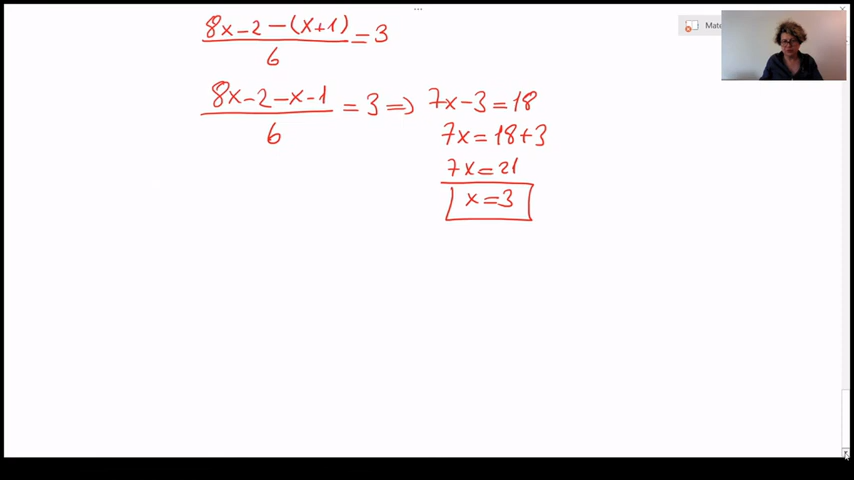 8x-2-(x+1)/6=3
Mate
8x-2-x-1/6=3⇒7x-3=18
7x=18+3
7x=21
x=3